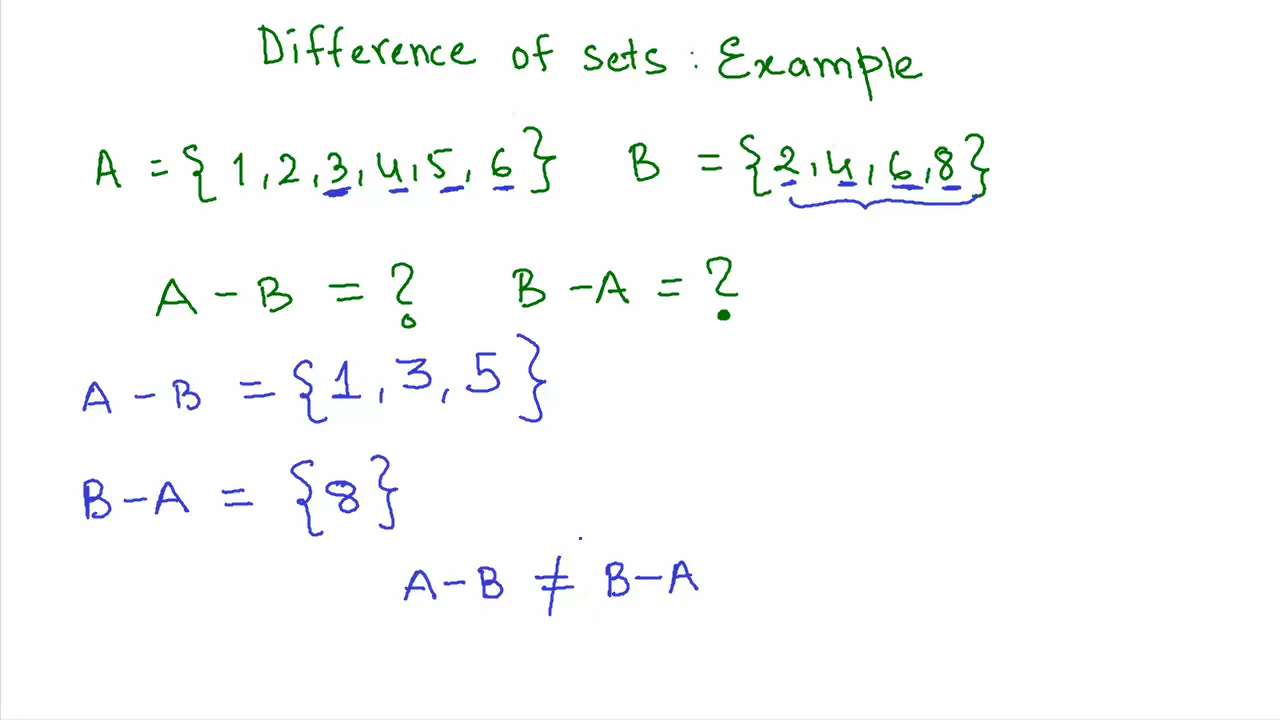 Difference of sets : Example
A = { 1, 2, 3, 4, 5, 6 } B = { 2, 4, 6, 8 }
A - B = ? B - A = ?
A - B = { 1, 3, 5 }
B - A = { 8 }
A - B ≠ B - A